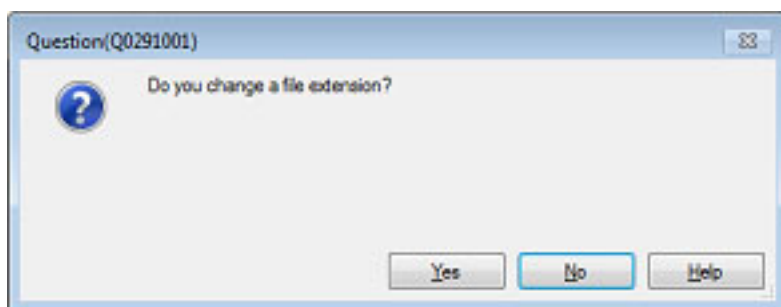 Question(Q0291001)
Do you change a file extension?
Yes No Help